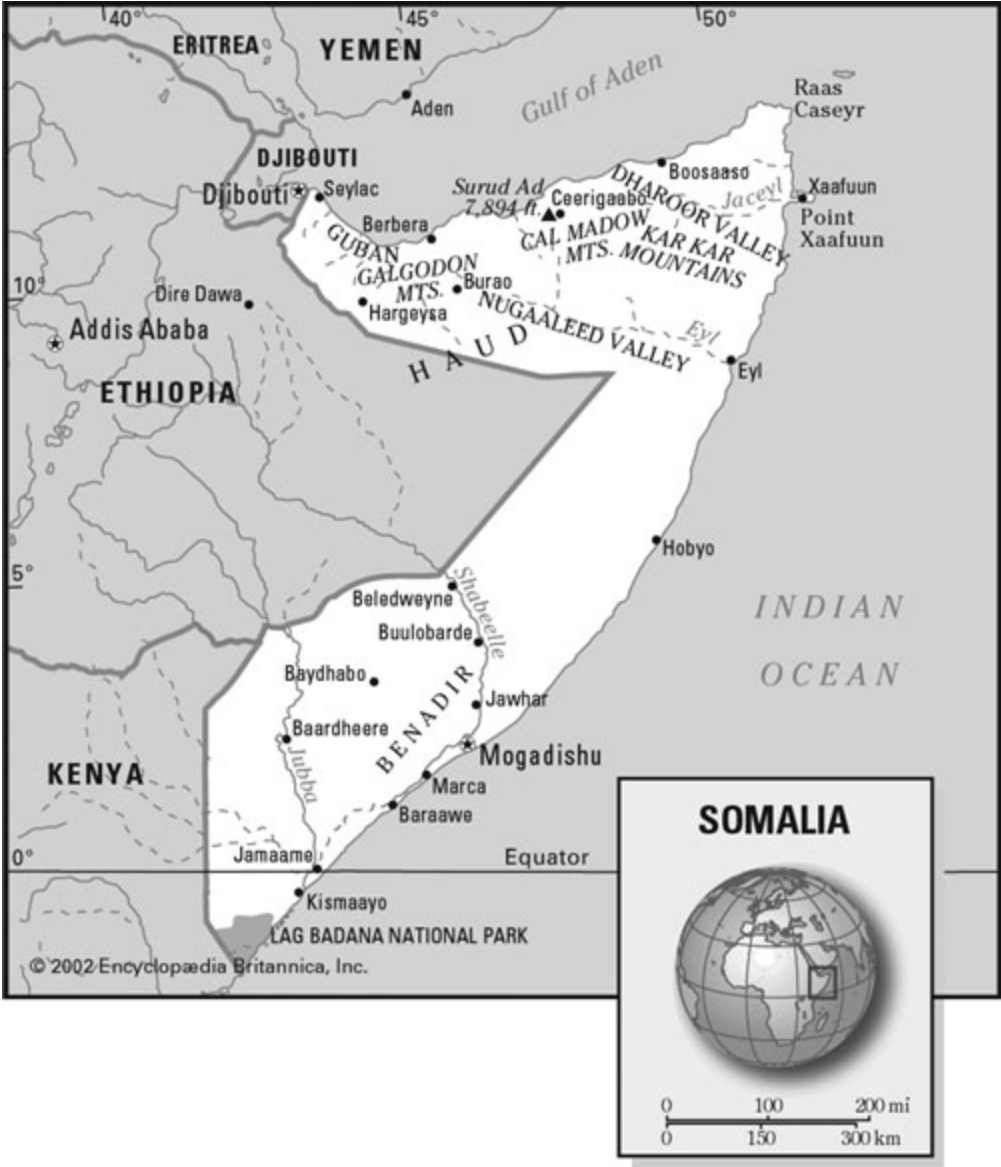 40°
45°
50°
ERITREA
YEMEN
Aden
Gulf of Aden
Raas
Caseyr
DJIBOUTI
Djibouti
Seylac
Berbera
Surud Ad
7,894 ft.
Ceerigaabo
Boosaaso
DHAROOR VALLEY
Jaceyl
Xaafuun
Point
Xaafuun
CAL MADOW
MTS.
KAR KAR
MOUNTAINS
GUBAN
GALGODON
MTS.
Burao
Hargeysa
NUGAALEED VALLEY
Eyl
Eyl
HAUD
10°
Dire Dawa
Addis Ababa
ETHIOPIA
Hobyo
5°
Beledweyne
Shabeelle
Buulobarde
Baydhabo
BENADIR
Jawhar
Baardheere
Jubba
Mogadishu
Marca
Baraawe
INDIAN
OCEAN
KENYA
0°
Jamaame
Equator
Kismaayo
LAG BADANA NATIONAL PARK
© 2002 Encyclopædia Britannica, Inc.
SOMALIA
0 100 200 mi
0 150 300 km